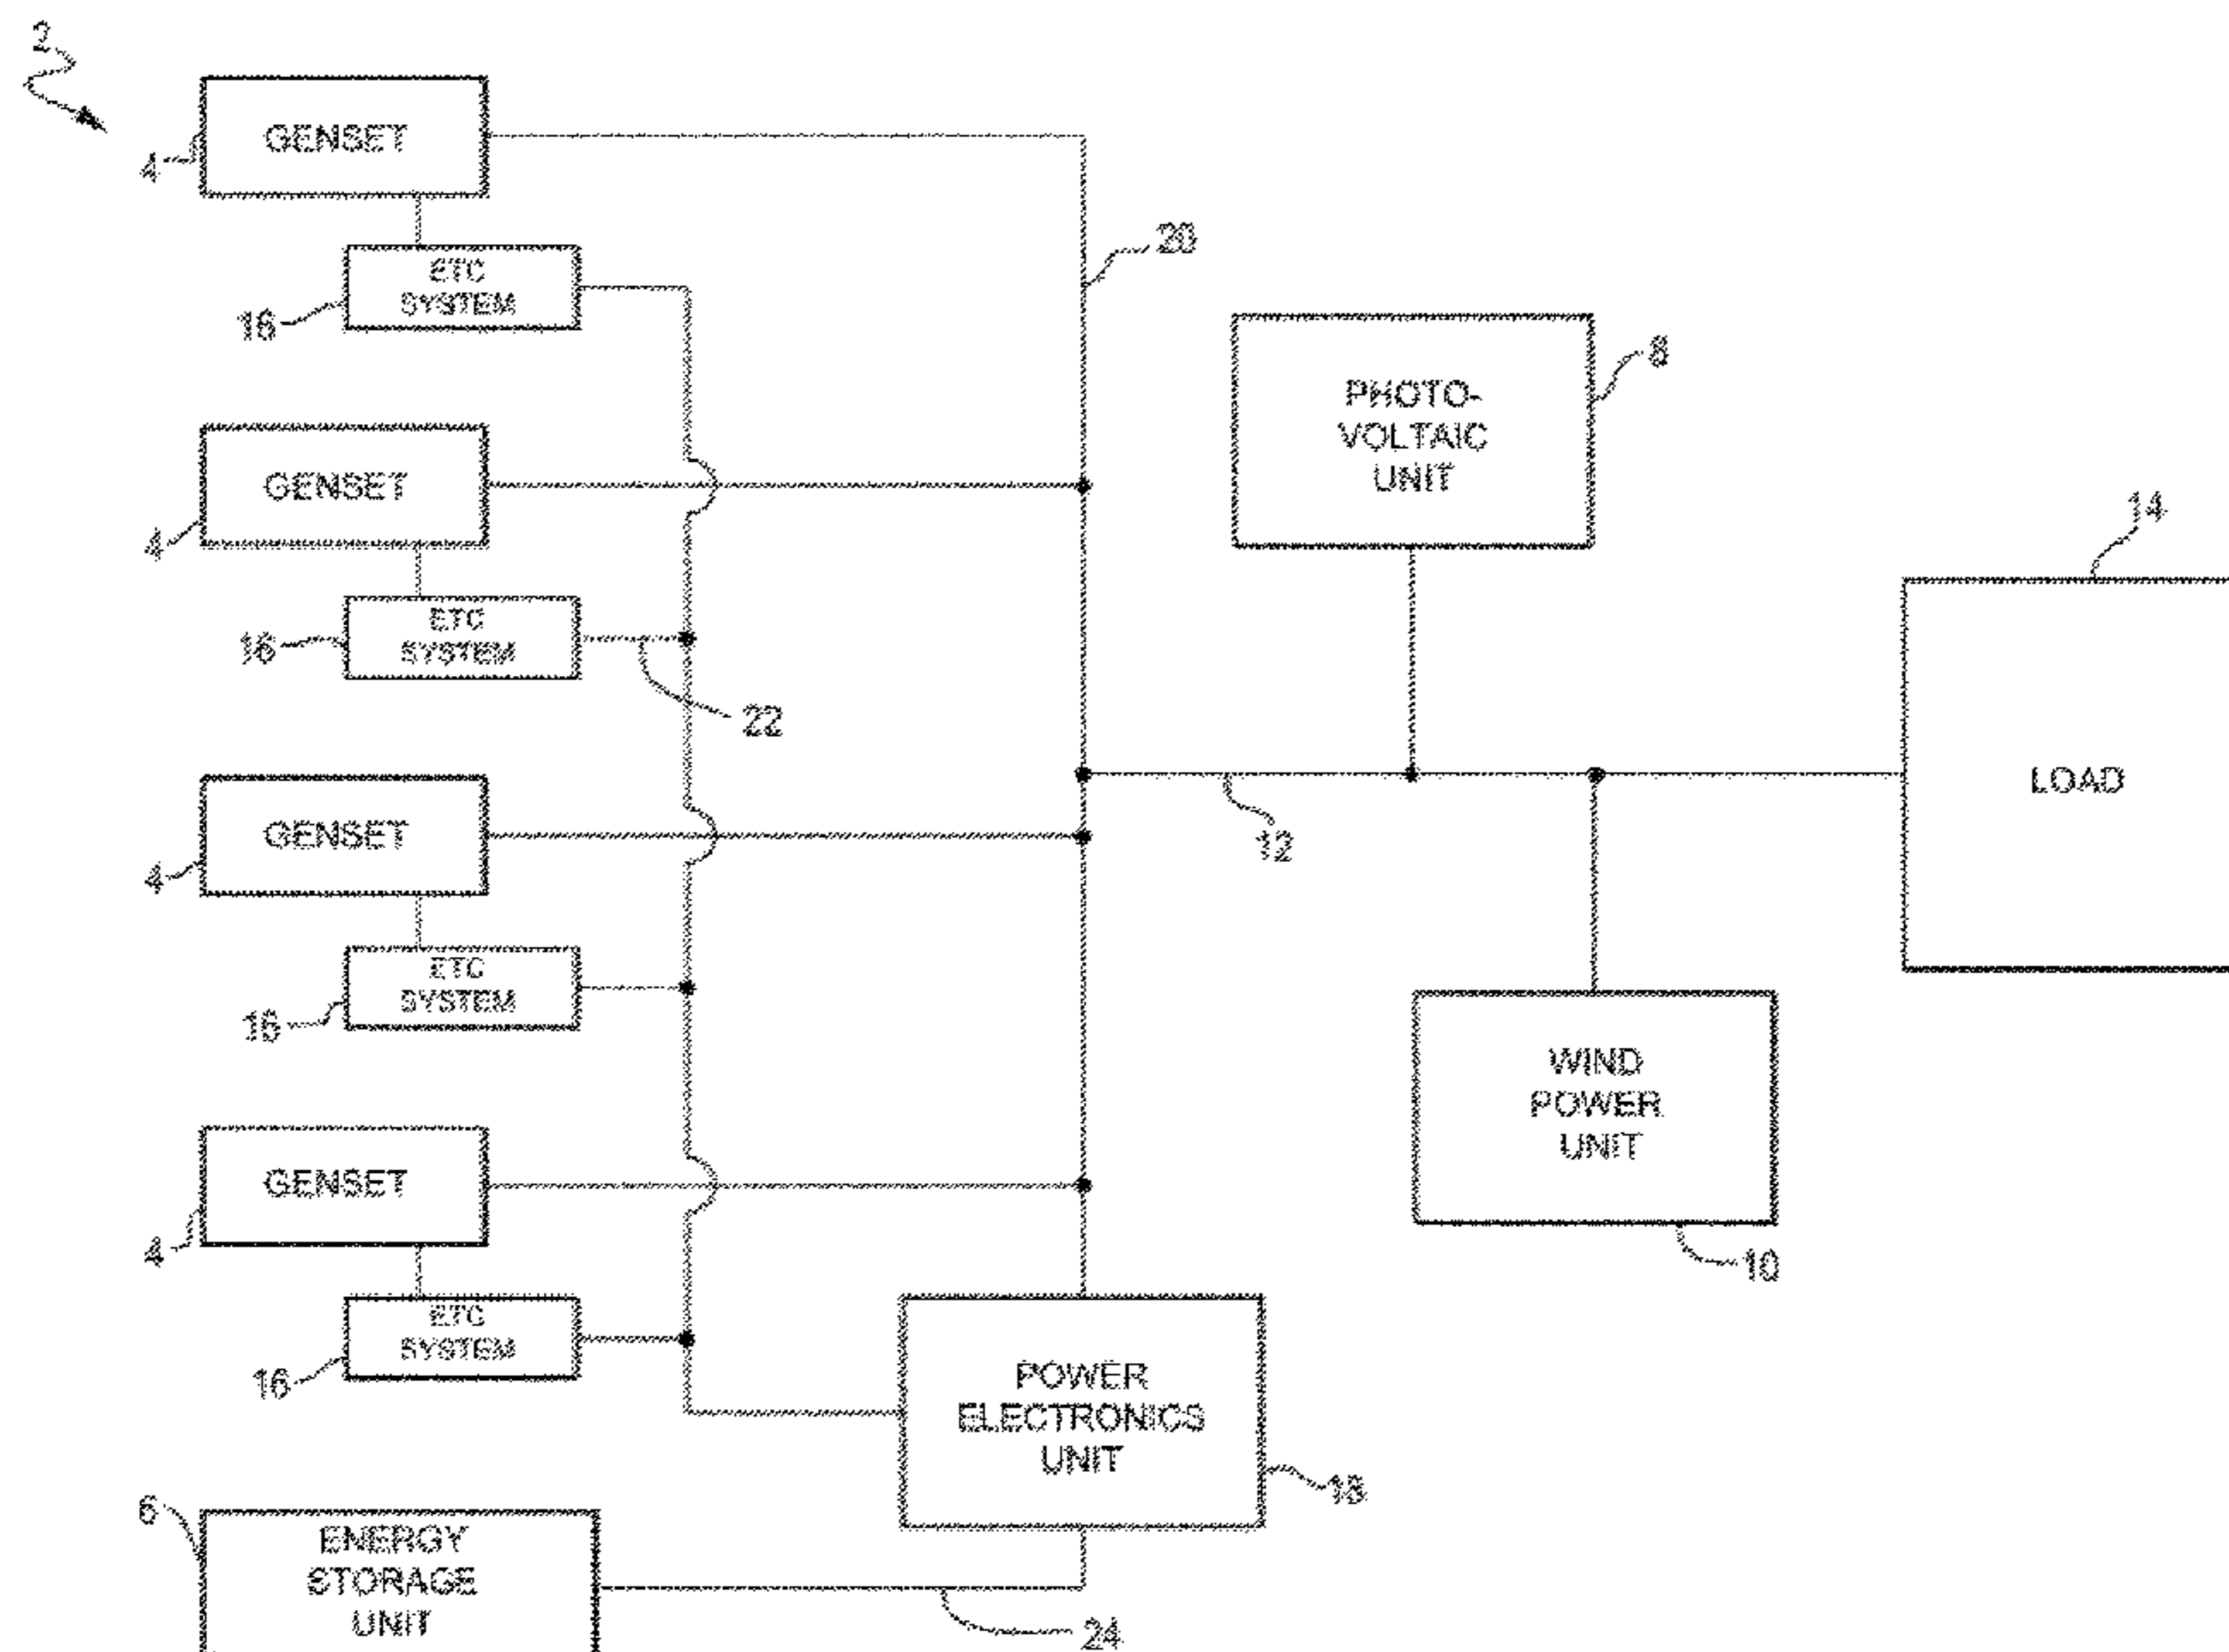 2
GENSET
4
ETC
SYSTEM
16
20
PHOTO-
VOLTAIC
UNIT
8
GENSET
4
ETC
SYSTEM
16
22
14
LOAD
12
GENSET
4
ETC
SYSTEM
16
WIND
POWER
UNIT
10
GENSET
4
ETC
SYSTEM
16
POWER
ELECTRONICS
UNIT
18
6
ENERGY
STORAGE
UNIT
24